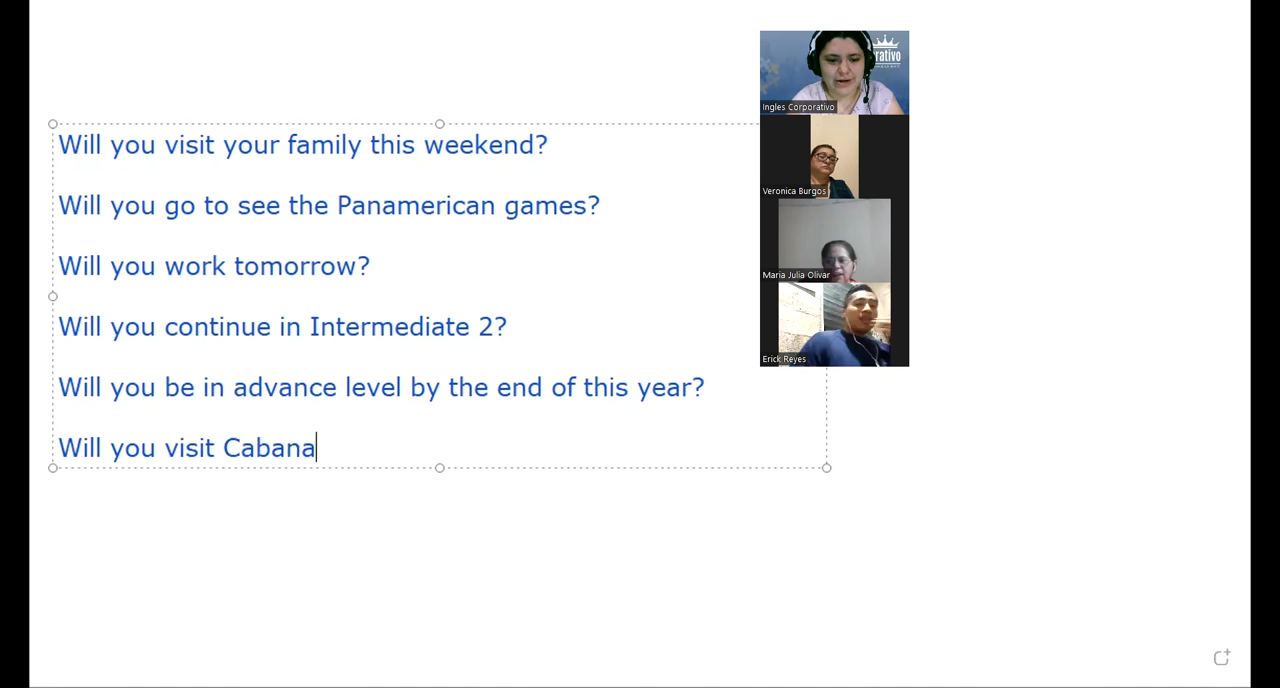 Will you visit your family this weekend?
Will you go to see the Panamerican games?
Will you work tomorrow?
Will you continue in Intermediate 2?
Will you be in advance level by the end of this year?
Will you visit Cabana
rativo
Ingles Corporativo
Veronica Burgos
Maria Julia Olivar
Erick Reyes